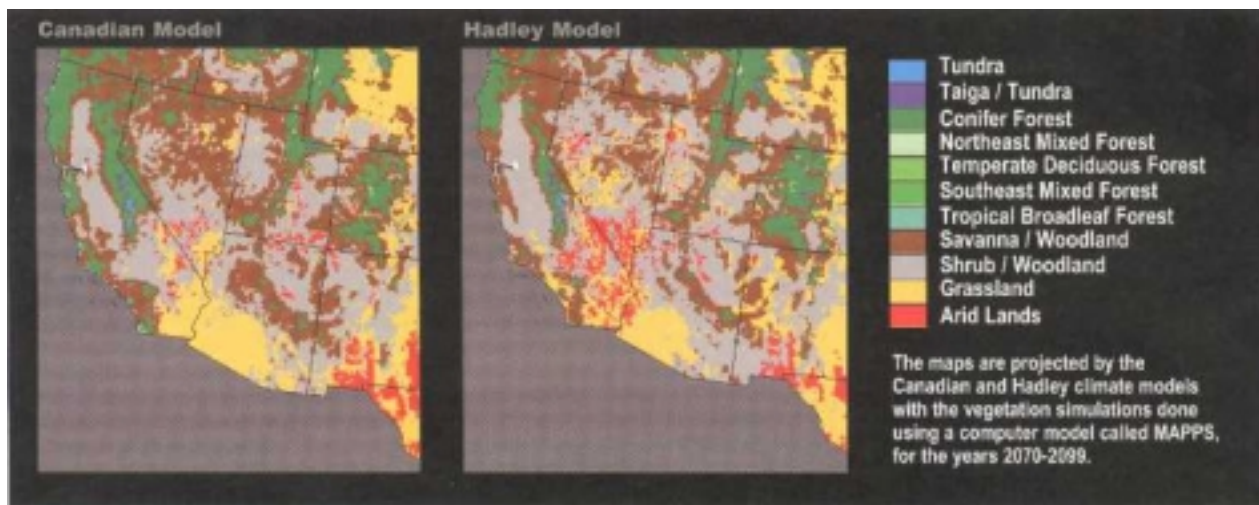 Canadian Model
Hadley Model
Tundra
Taiga / Tundra
Conifer Forest
Northeast Mixed Forest
Temperate Deciduous Forest
Southeast Mixed Forest
Tropical Broadleaf Forest
Savanna / Woodland
Shrub / Woodland
Grassland
Arid Lands
The maps are projected by the
Canadian and Hadley climate models
with the vegetation simulations done
using a computer model called MAPPS,
for the years 2070-2099.